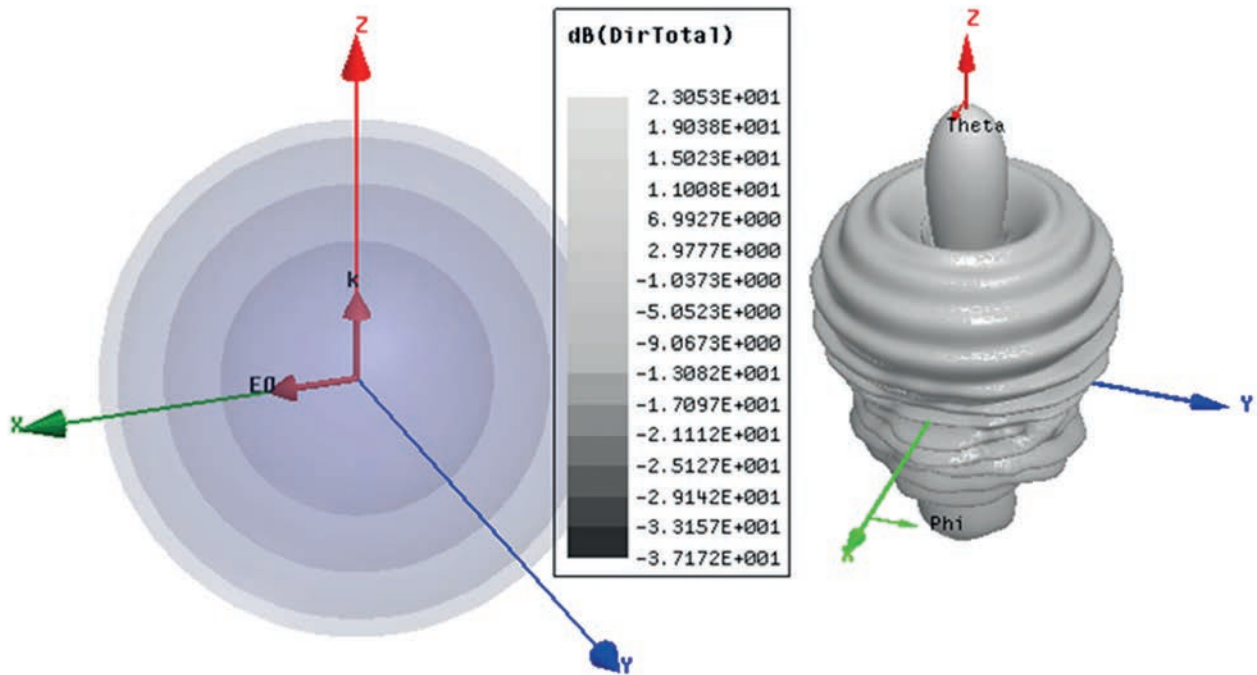 Z
k
E0
X
Y
dB(DirTotal)
2.3053E+001
1.9038E+001
1.5023E+001
1.1008E+001
6.9927E+000
2.9777E+000
-1.0373E+000
-5.0523E+000
-9.0673E+000
-1.3082E+001
-1.7097E+001
-2.1112E+001
-2.5127E+001
-2.9142E+001
-3.3157E+001
-3.7172E+001
Z
Theta
Y
Phi
X